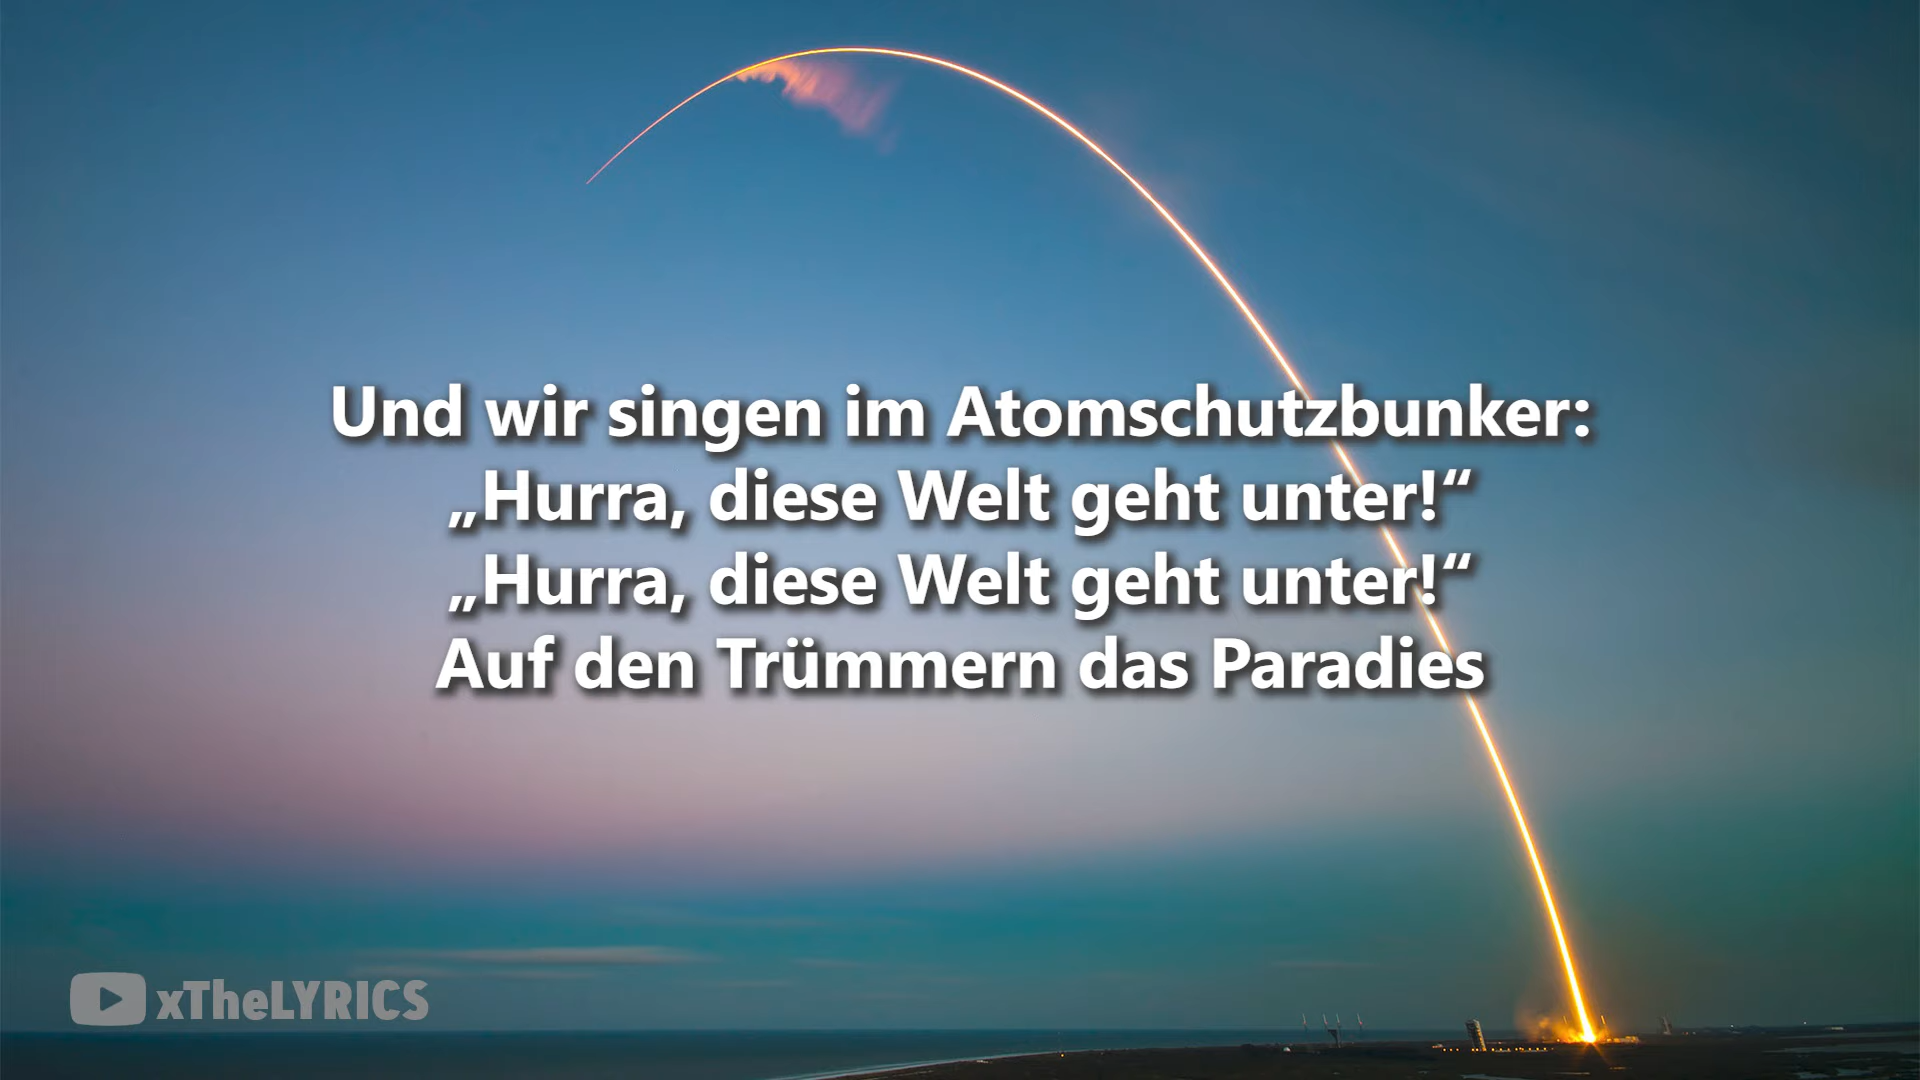 Und wir singen im Atomschutzbunker:
„Hurra, diese Welt geht unter!“
„Hurra, diese Welt geht unter!“
Auf den Trümmern das Paradies
xTheLYRICS